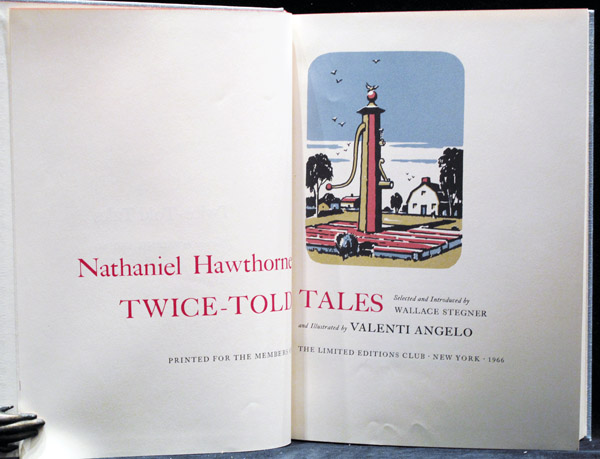 Nathaniel Hawthorne
TWICE-TOLD TALES Selected and Introduced by
WALLACE STEGNER
and Illustrated by VALENTI ANGELO
PRINTED FOR THE MEMBERS THE LIMITED EDITIONS CLUB · NEW YORK · 1966